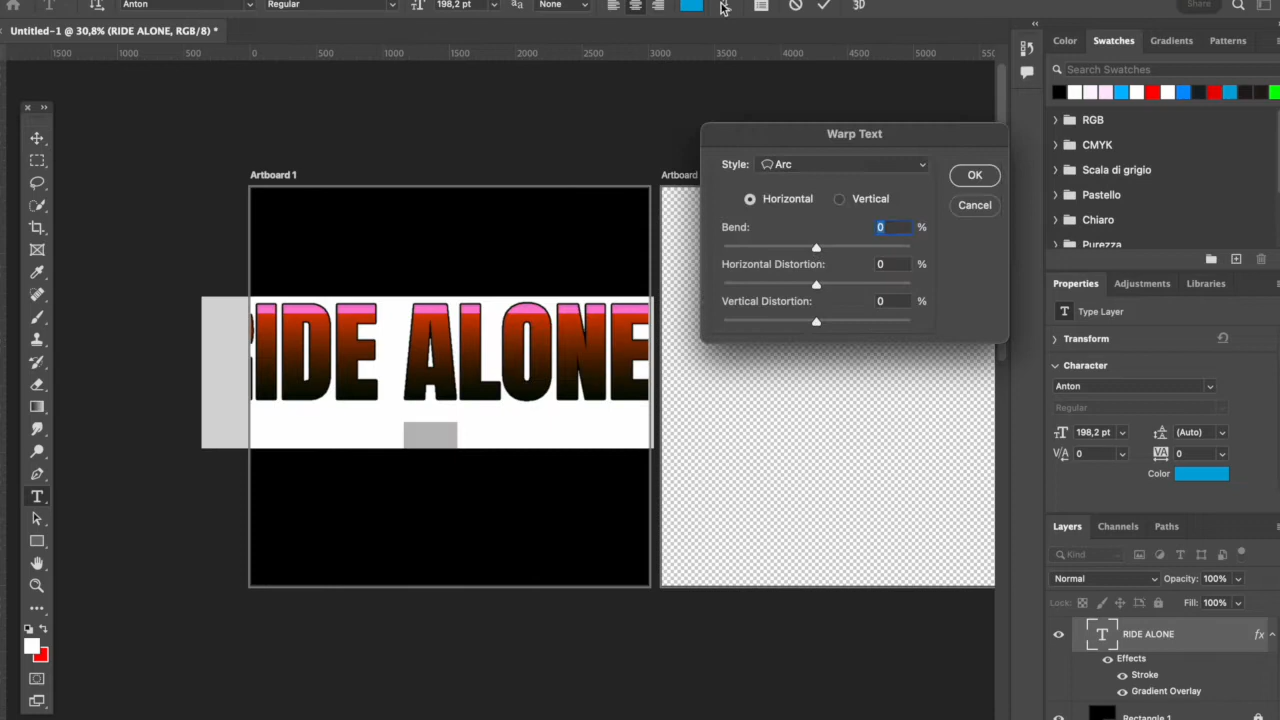 Anton
Regular
198,2 pt
None
3D
Share
Untitled-1 @ 30,8% (RIDE ALONE, RGB/8) *
1500
1000
500
0
500
1000
1500
2000
2500
3000
3500
4000
4500
5000
Color
Swatches
Gradients
Patterns
Search Swatches
RGB
CMYK
Scala di grigio
Pastello
Chiaro
Purezza
Artboard 1
Artboard
RIDE ALONE
Warp Text
Style:
Arc
OK
Horizontal
Vertical
Cancel
Bend:
0
%
Horizontal Distortion:
0
%
Vertical Distortion:
0
%
Properties
Adjustments
Libraries
Type Layer
Transform
Character
Anton
Regular
198,2 pt
(Auto)
0
0
Color
Layers
Channels
Paths
Kind
Normal
Opacity:
100%
Lock:
Fill:
100%
RIDE ALONE
fx
Effects
Stroke
Gradient Overlay
Rectangle 1